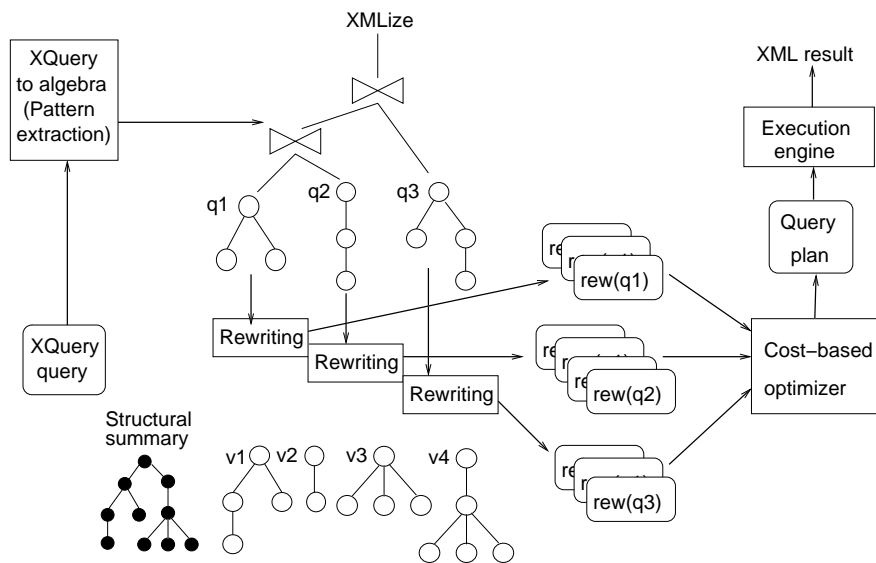 XMLize
XQuery
to algebra
(Pattern
extraction)
XML result
Execution
engine
q1
q2
q3
Query
plan
rew(q1)
Rewriting
Rewriting
Rewriting
XQuery
query
rew(q2)
Cost−based
optimizer
Structural
summary
v1
v2
v3
v4
rew(q3)